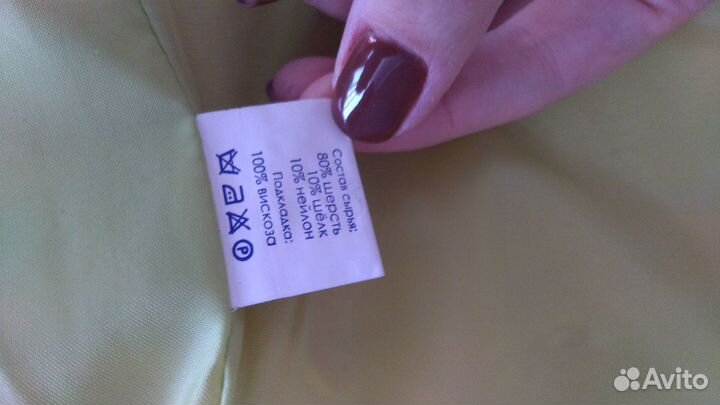 Состав сырья:
80% шерсть
10% шёлк
10% нейлон
Подкладка:
100% вискоза
P
Avito